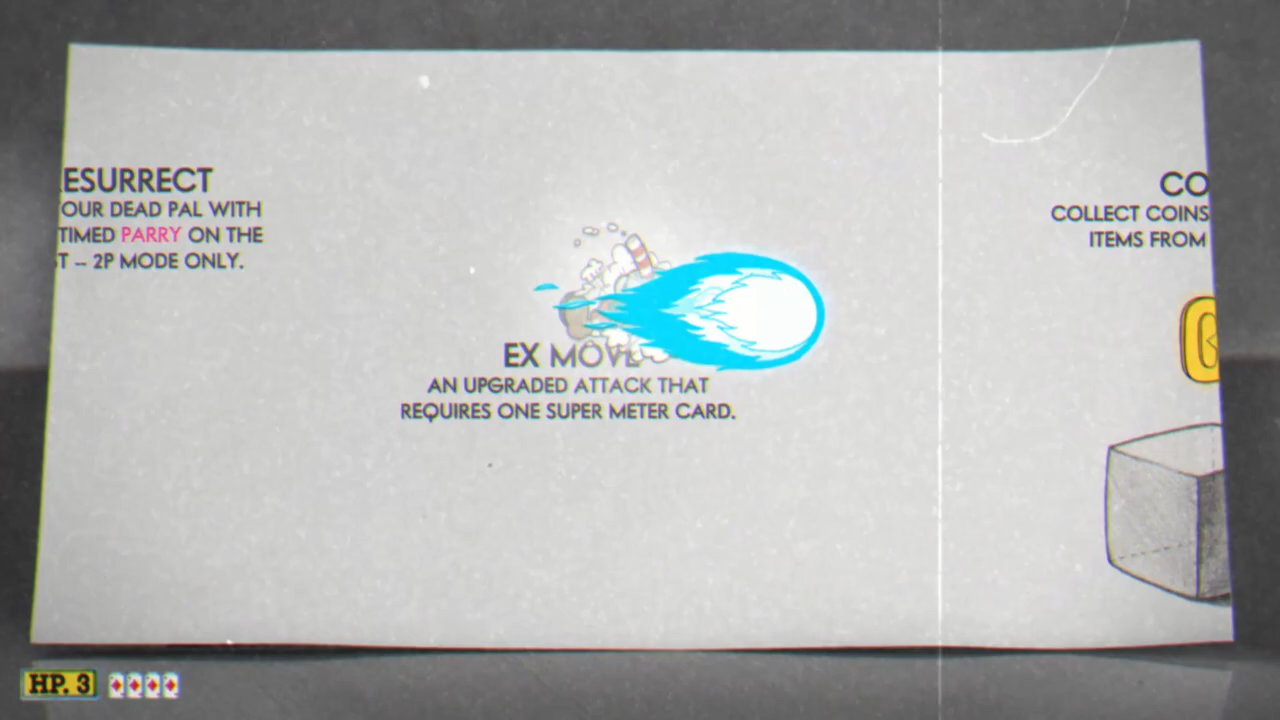 ESURRECT
OUR DEAD PAL WITH
TIMED PARRY ON THE
T – 2P MODE ONLY.
EX MOVE
AN UPGRADED ATTACK THAT
REQUIRES ONE SUPER METER CARD.
CO
COLLECT COINS
ITEMS FROM
HP. 3